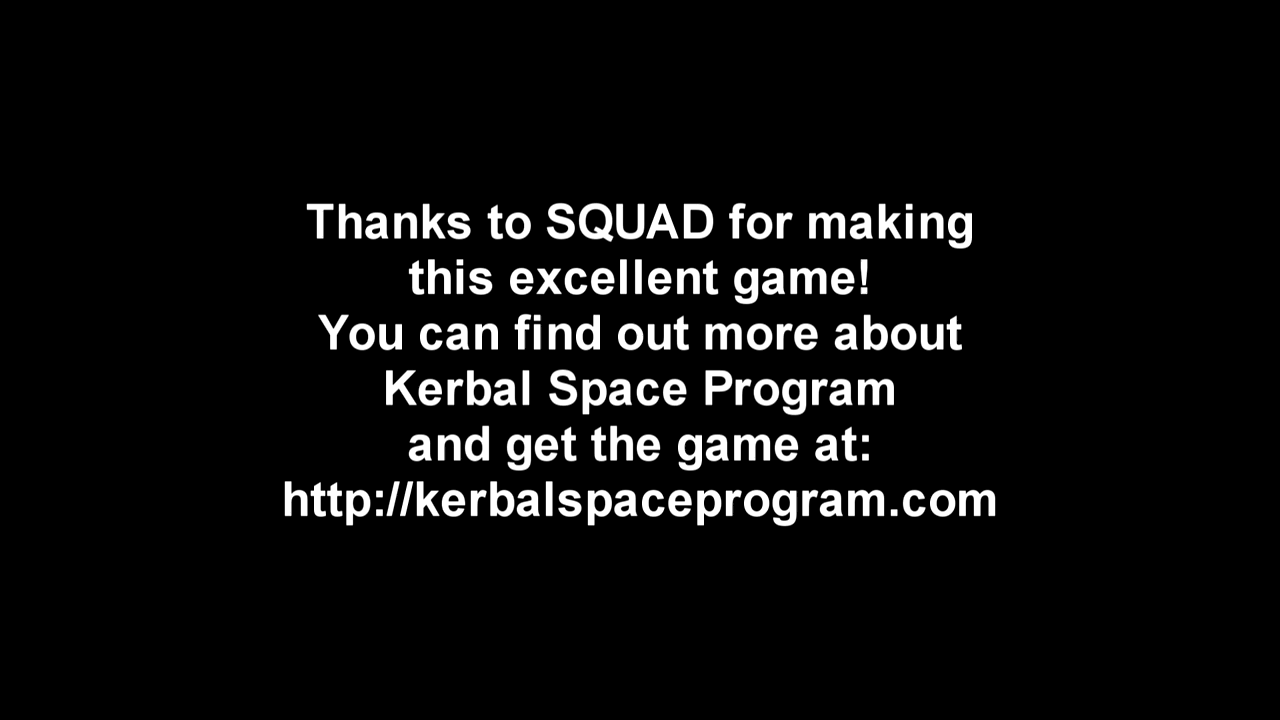 Thanks to SQUAD for making
this excellent game!
You can find out more about
Kerbal Space Program
and get the game at:
http://kerbalspaceprogram.com